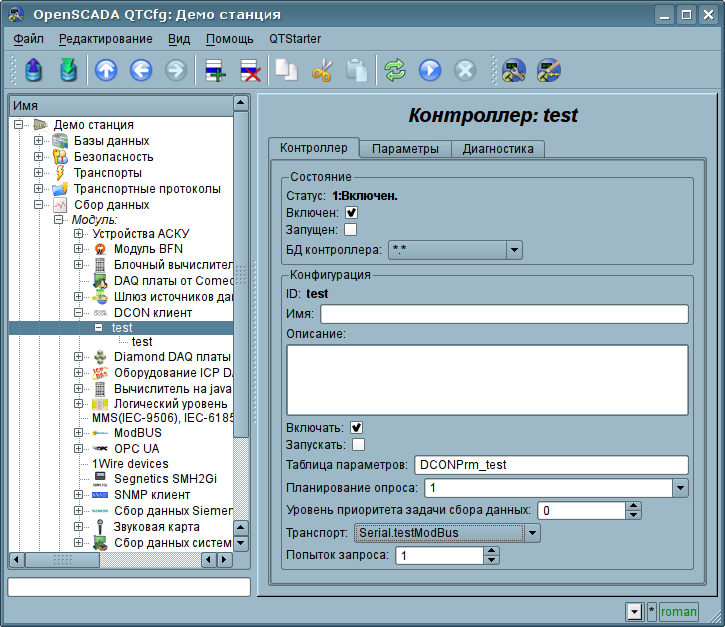 OpenSCADA QTCfg: Демо станция
Файл Редактирование Вид Помощь QTStarter
Имя
Демо станция
Базы данных
Безопасность
Транспорты
Транспортные протоколы
Сбор данных
Модуль:
Устройства АСКУ
Модуль BFN
Блочный вычислител
DAQ платы от Comed
Шлюз источников да
DCON клиент
test
test
Diamond DAQ платы
Оборудование ICP D
Вычислитель на java
Логический уровень
MMS(IEC-9506), IEC-6185
ModBUS
OPC UA
1Wire devices
Segnetics SMH2Gi
SNMP клиент
Сбор данных Siemen
Звуковая карта
Сбор данных систем
Контроллер: test
Контроллер Параметры Диагностика
Состояние
Статус: 1:Включен.
Включен:
Запущен:
БД контроллера: *.*
Конфигурация
ID: test
Имя:
Описание:
Включать:
Запускать:
Таблица параметров: DCONPrm_test
Планирование опроса: 1
Уровень приоритета задачи сбора данных: 0
Транспорт: Serial.testModBus
Попыток запроса: 1
* roman